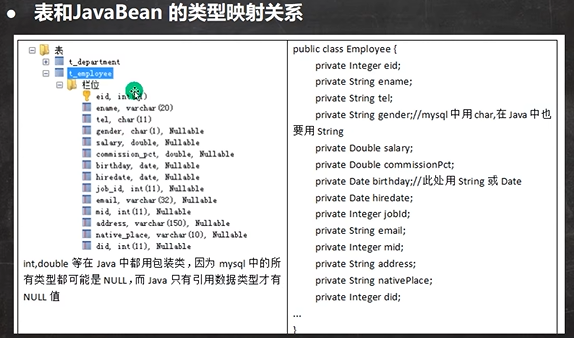 表和JavaBean 的类型映射关系
表
t_department
t_employee
栏位
eid, int(
ename, varchar(20)
tel, char(11)
gender, char(1), Nullable
salary, double, Nullable
commission_pct, double, Nullable
birthday, date, Nullable
hiredate, date, Nullable
job_id, int(11), Nullable
email, varchar(32), Nullable
mid, int(11), Nullable
address, varchar(150), Nullable
native_place, varchar(10), Nullable
did, int(11), Nullable
int,double 等在 Java 中都用包装类，因为 mysql 中的所
有类型都可能是 NULL，而 Java 只有引用数据类型才有
NULL 值
public class Employee {
private Integer eid;
private String ename;
private String tel;
private String gender;//mysql 中用 char,在 Java 中也
要用 String
private Double salary;
private Double commissionPct;
private Date birthday;//此处用 String 或 Date
private Date hiredate;
private Integer jobId;
private String email;
private Integer mid;
private String address;
private String nativePlace;
private Integer did;
...
}